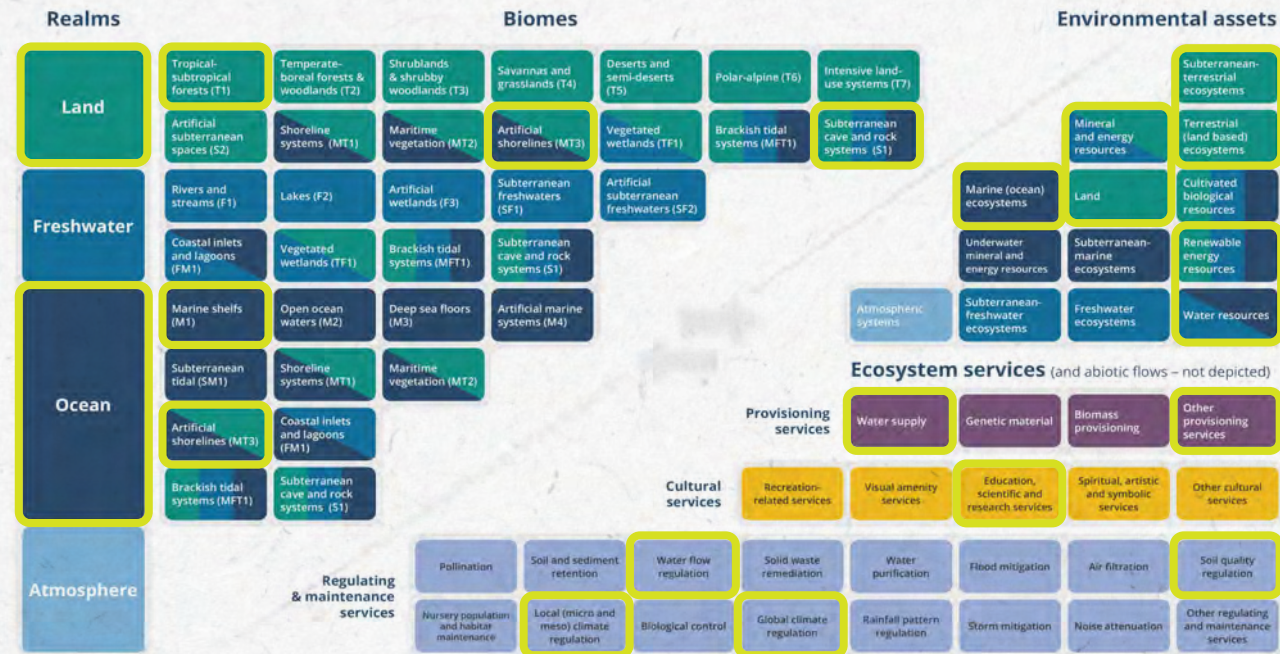 Realms
Biomes
Environmental assets
Land
Tropical-
subtropical
forests (T1)
Temperate-
boreal forests &
woodlands (T2)
Shrublands
& shrubby
woodlands (T3)
Savannas and
grasslands (T4)
Deserts and
semi-deserts
(T5)
Polar-alpine (T6)
Intensive land-
use systems (T7)
Subterranean-
terrestrial
ecosystems
Artificial
subterranean
spaces (S2)
Shoreline
systems (MT1)
Maritime
vegetation (MT2)
Artificial
shorelines (MT3)
Vegetated
wetlands (TF1)
Brackish tidal
systems (MFT1)
Subterranean
cave and rock
systems (S1)
Mineral
and energy
resources
Terrestrial
(land based)
ecosystems
Freshwater
Rivers and
streams (F1)
Lakes (F2)
Artificial
wetlands (F3)
Subterranean
freshwaters
(SF1)
Artificial
subterranean
freshwaters (SF2)
Marine (ocean)
ecosystems
Land
Cultivated
biological
resources
Coastal inlets
and lagoons
(FM1)
Vegetated
wetlands (TF1)
Brackish tidal
systems (MFT1)
Subterranean
cave and rock
systems (S1)
Underwater
mineral and
energy resources
Subterranean-
marine
ecosystems
Renewable
energy
resources
Ocean
Marine shelfs
(M1)
Open ocean
waters (M2)
Deep sea floors
(M3)
Artificial marine
systems (M4)
Atmospheric
systems
Subterranean-
freshwater
ecosystems
Freshwater
ecosystems
Water resources
Subterranean
tidal (SM1)
Shoreline
systems (MT1)
Maritime
vegetation (MT2)
Artificial
shorelines (MT3)
Coastal inlets
and lagoons
(FM1)
Brackish tidal
systems (MFT1)
Subterranean
cave and rock
systems (S1)
Ecosystem services (and abiotic flows – not depicted)
Provisioning
services
Water supply
Genetic material
Biomass
provisioning
Other
provisioning
services
Cultural
services
Recreation-
related services
Visual amenity
services
Education,
scientific and
research services
Spiritual, artistic
and symbolic
services
Other cultural
services
Atmosphere
Regulating
& maintenance
services
Pollination
Soil and sediment
retention
Water flow
regulation
Solid waste
remediation
Water
purification
Flood mitigation
Air filtration
Soil quality
regulation
Nursery population
and habitat
maintenance
Local (micro and
meso) climate
regulation
Biological control
Global climate
regulation
Rainfall pattern
regulation
Storm mitigation
Noise attenuation
Other regulating
and maintenance
services